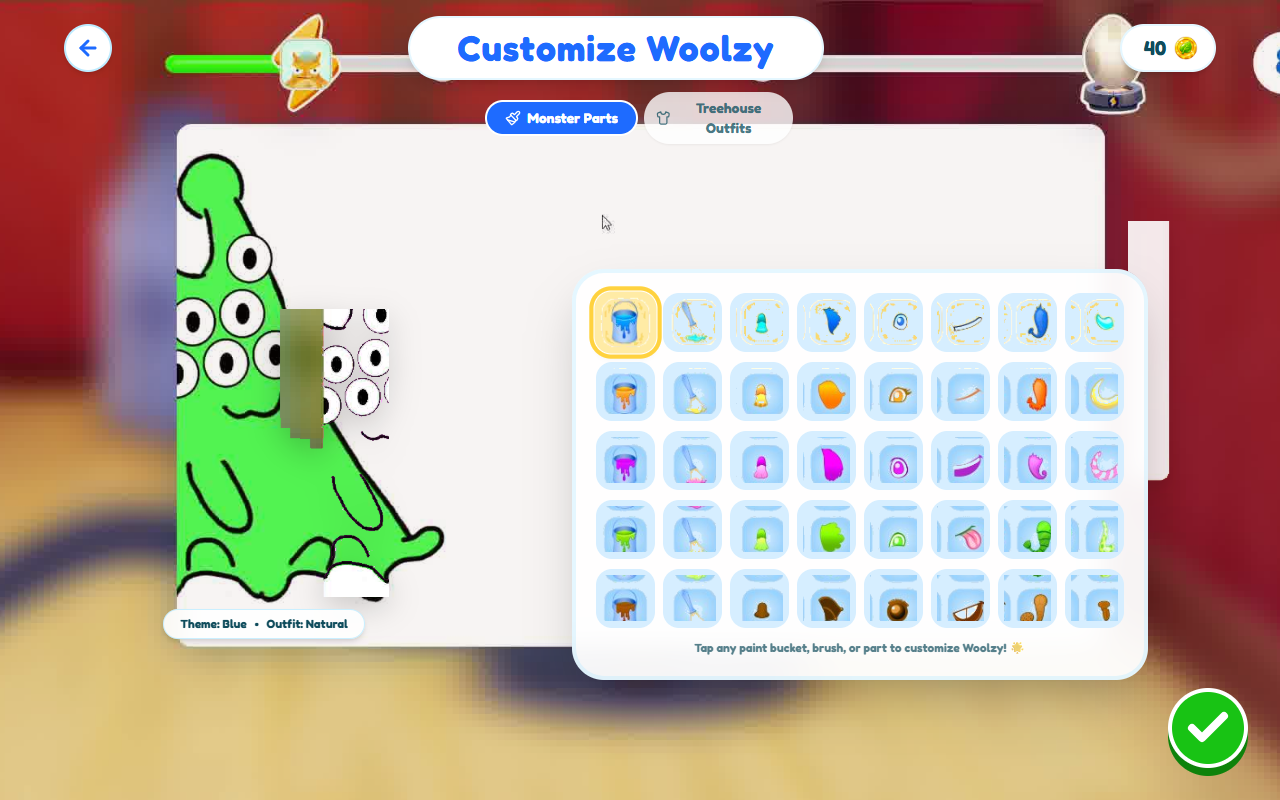 Customize Woolzy
40
Monster Parts
Treehouse
Outfits
Theme: Blue • Outfit: Natural
Tap any paint bucket, brush, or part to customize Woolzy! 🌟